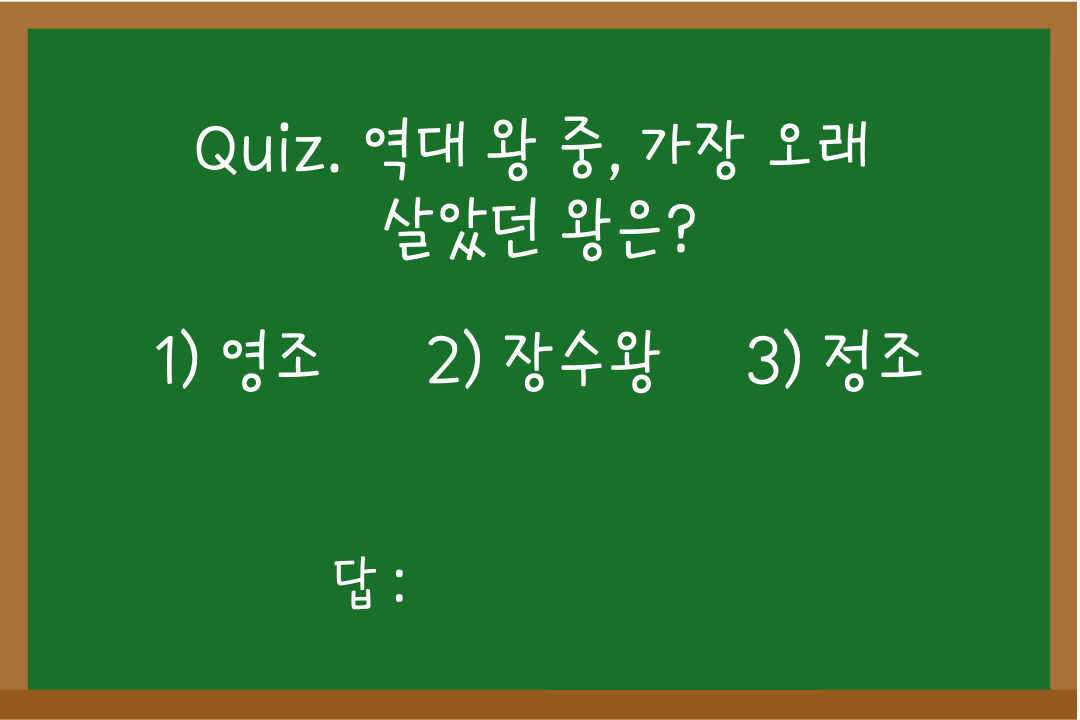 Quiz. 역대 왕 중, 가장 오래
살았던 왕은?
1) 영조 2) 장수왕 3) 정조
답 :